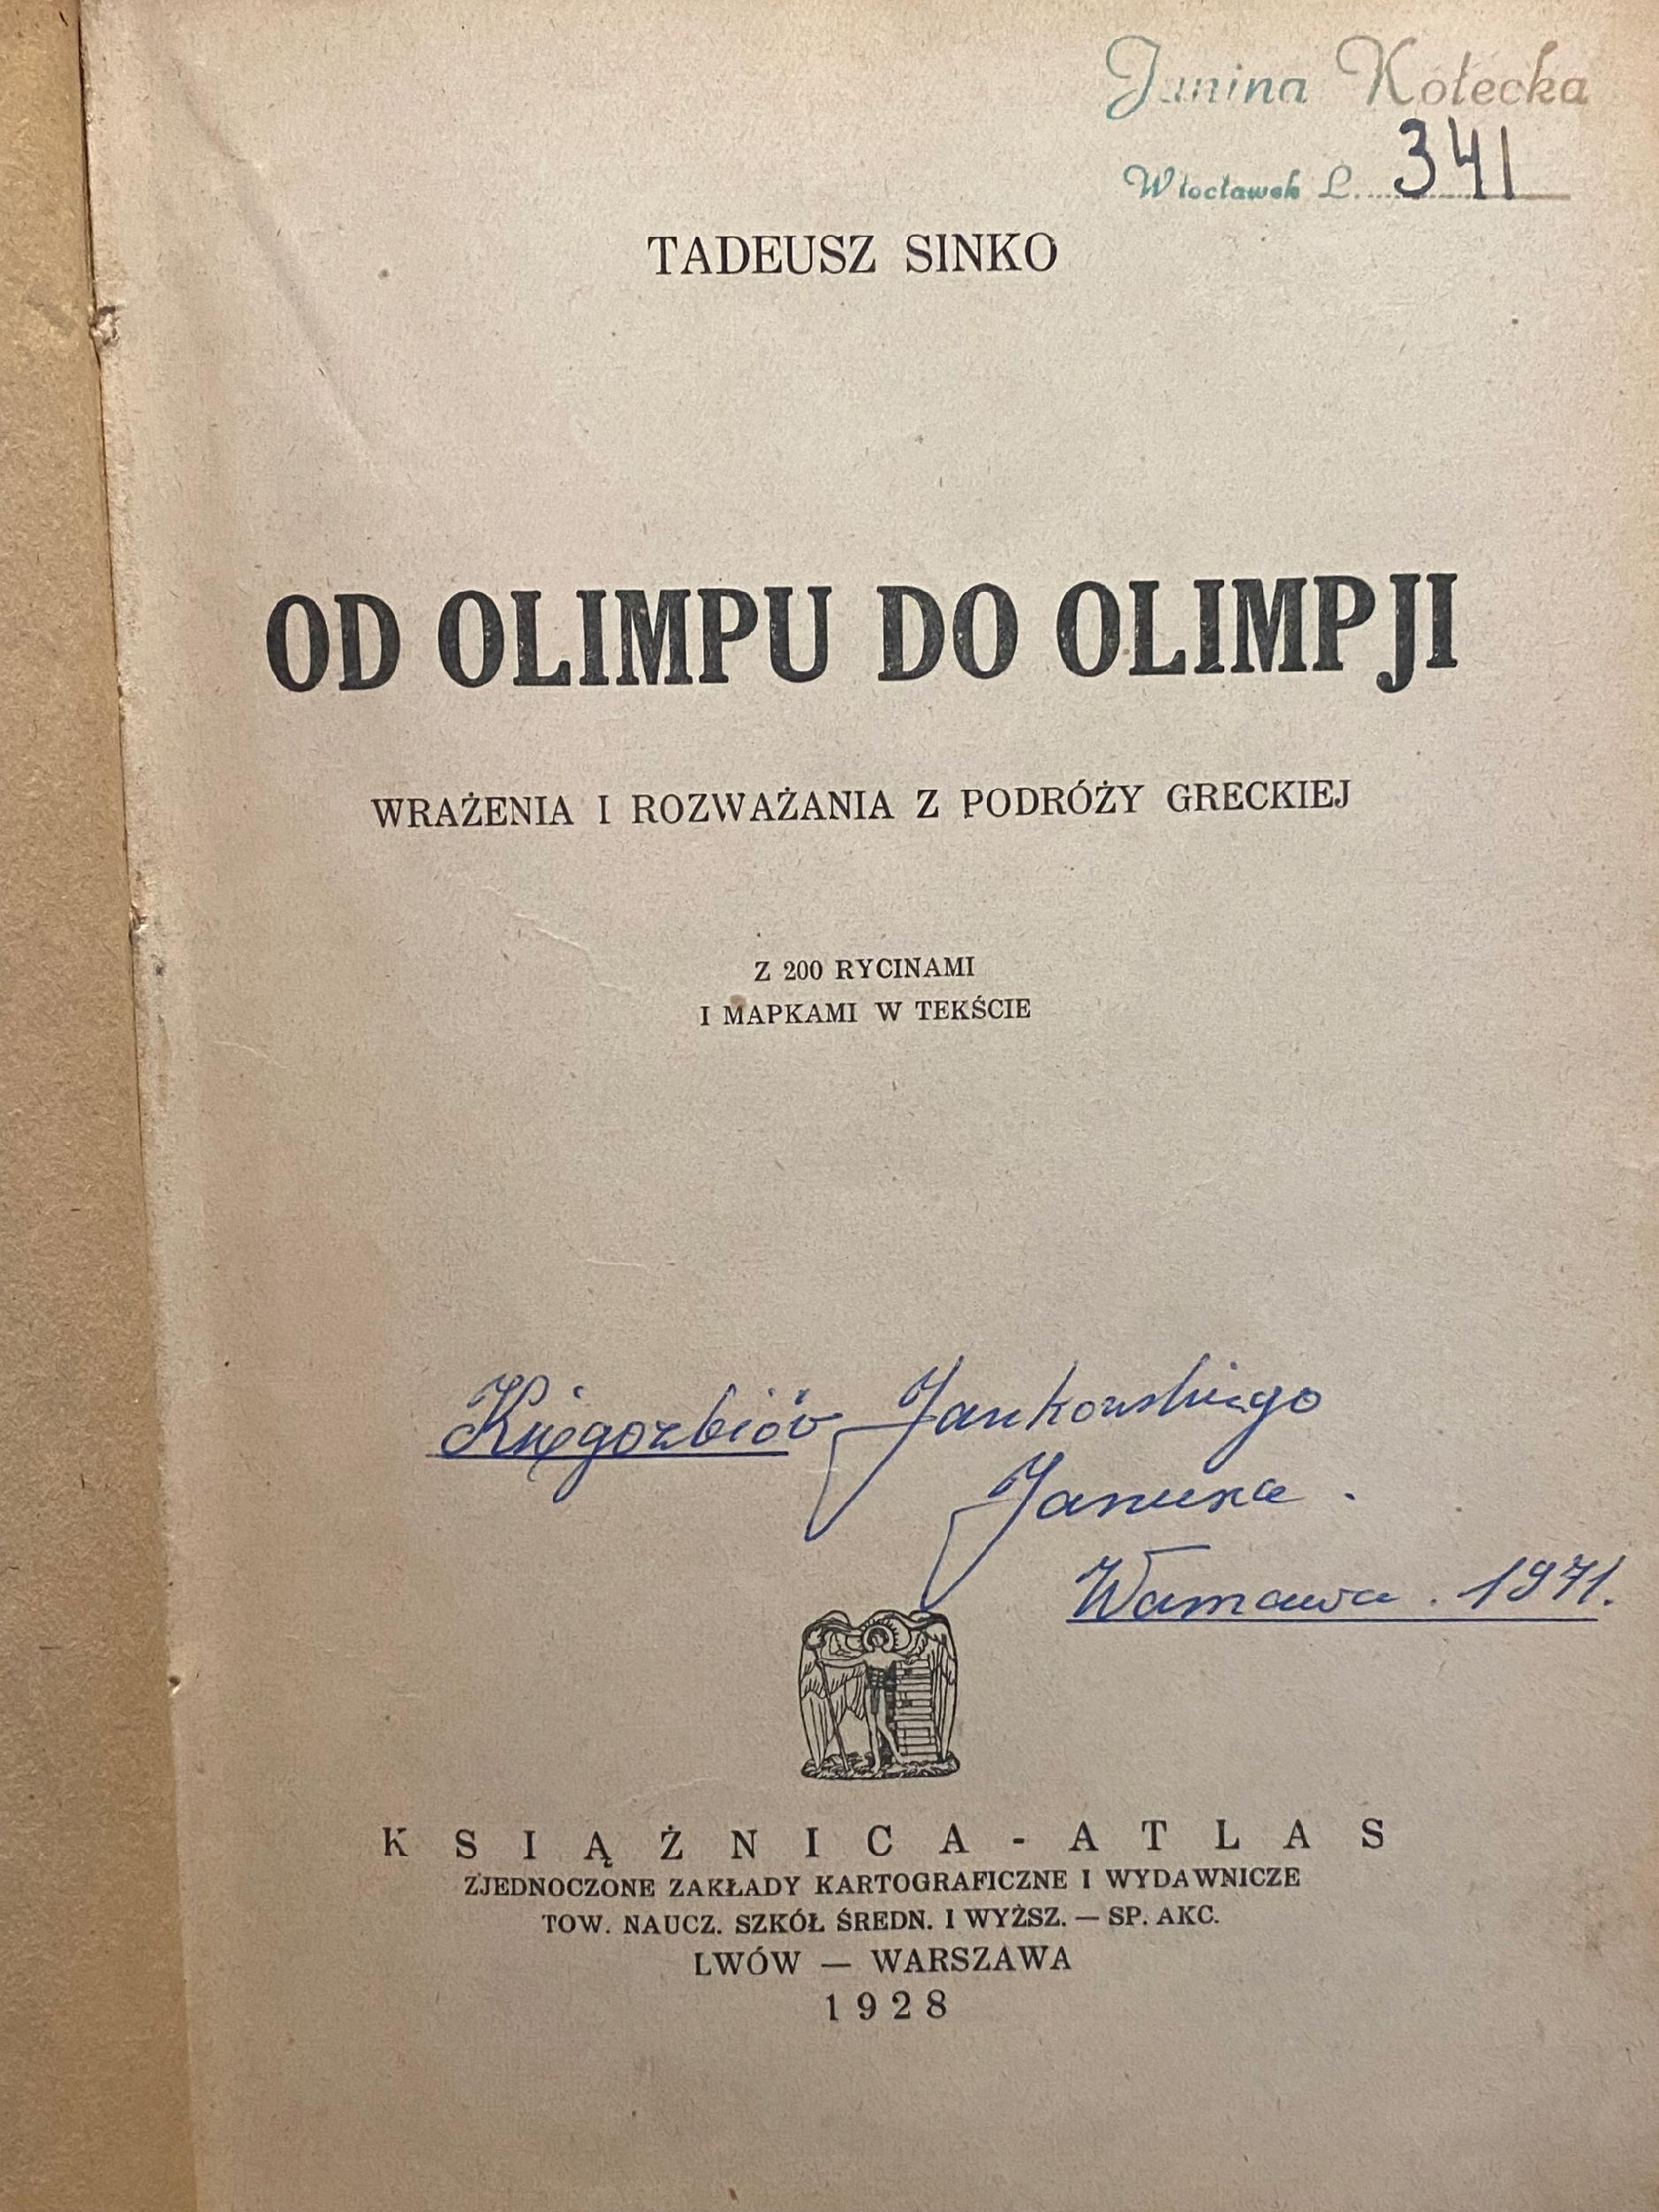 Janina Kołecka
Włocławek L. 341
TADEUSZ SINKO
OD OLIMPU DO OLIMPJI
WRAŻENIA I ROZWAŻANIA Z PODRÓŻY GRECKIEJ
Z 200 RYCINAMI
I MAPKAMI W TEKŚCIE
Księgozbiór Jankowskiego
Janusza.
Warszawa. 1971.
KSIĄŻNICA-ATLAS
ZJEDNOCZONE ZAKŁADY KARTOGRAFICZNE I WYDAWNICZE
TOW. NAUCZ. SZKÓŁ ŚREDN. I WYŻSZ. — SP. AKC.
LWÓW — WARSZAWA
1928